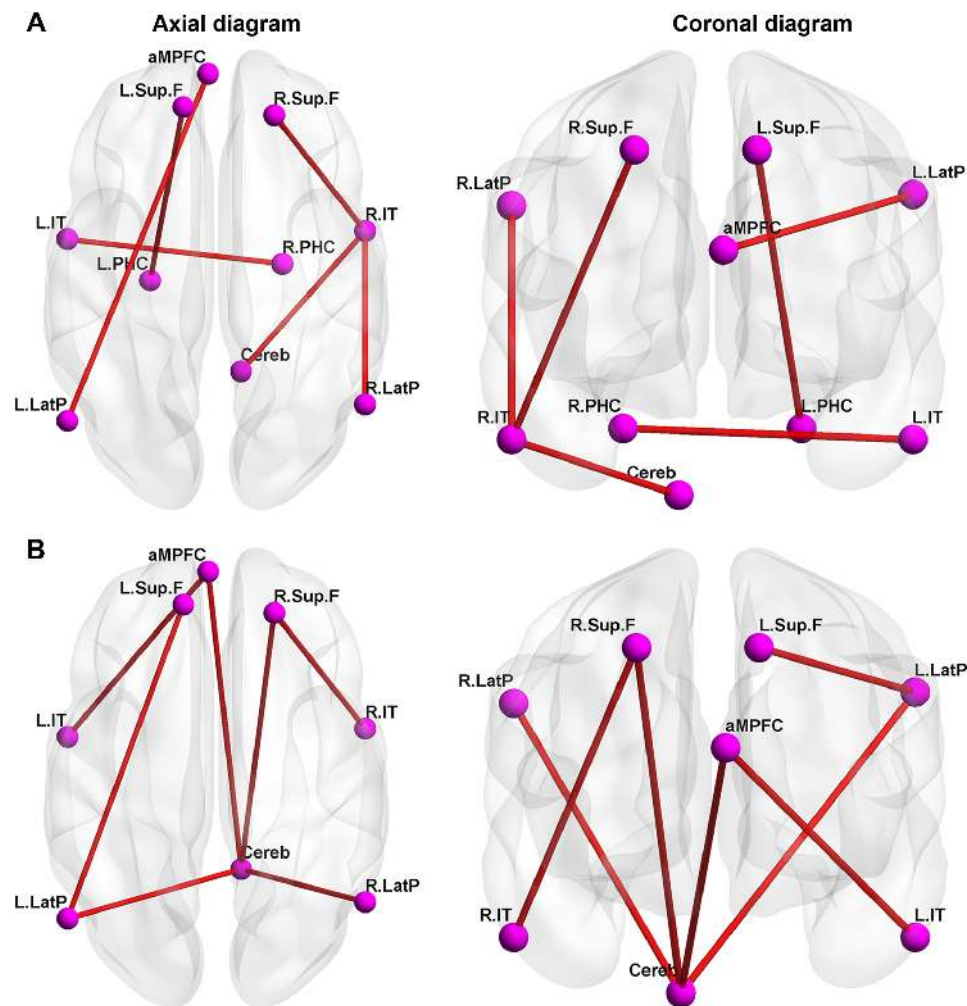 A
Axial diagram
Coronal diagram
aMPFC
L.Sup.F
R.Sup.F
L.IT
R.IT
R.PHC
L.PHC
Cereb
L.LatP
R.LatP
R.Sup.F
L.Sup.F
R.LatP
L.LatP
aMPFC
R.PHC
L.PHC
R.IT
L.IT
Cereb
B
aMPFC
L.Sup.F
R.Sup.F
L.IT
R.IT
Cereb
L.LatP
R.LatP
R.Sup.F
L.Sup.F
R.LatP
L.LatP
aMPFC
R.IT
L.IT
Cereb